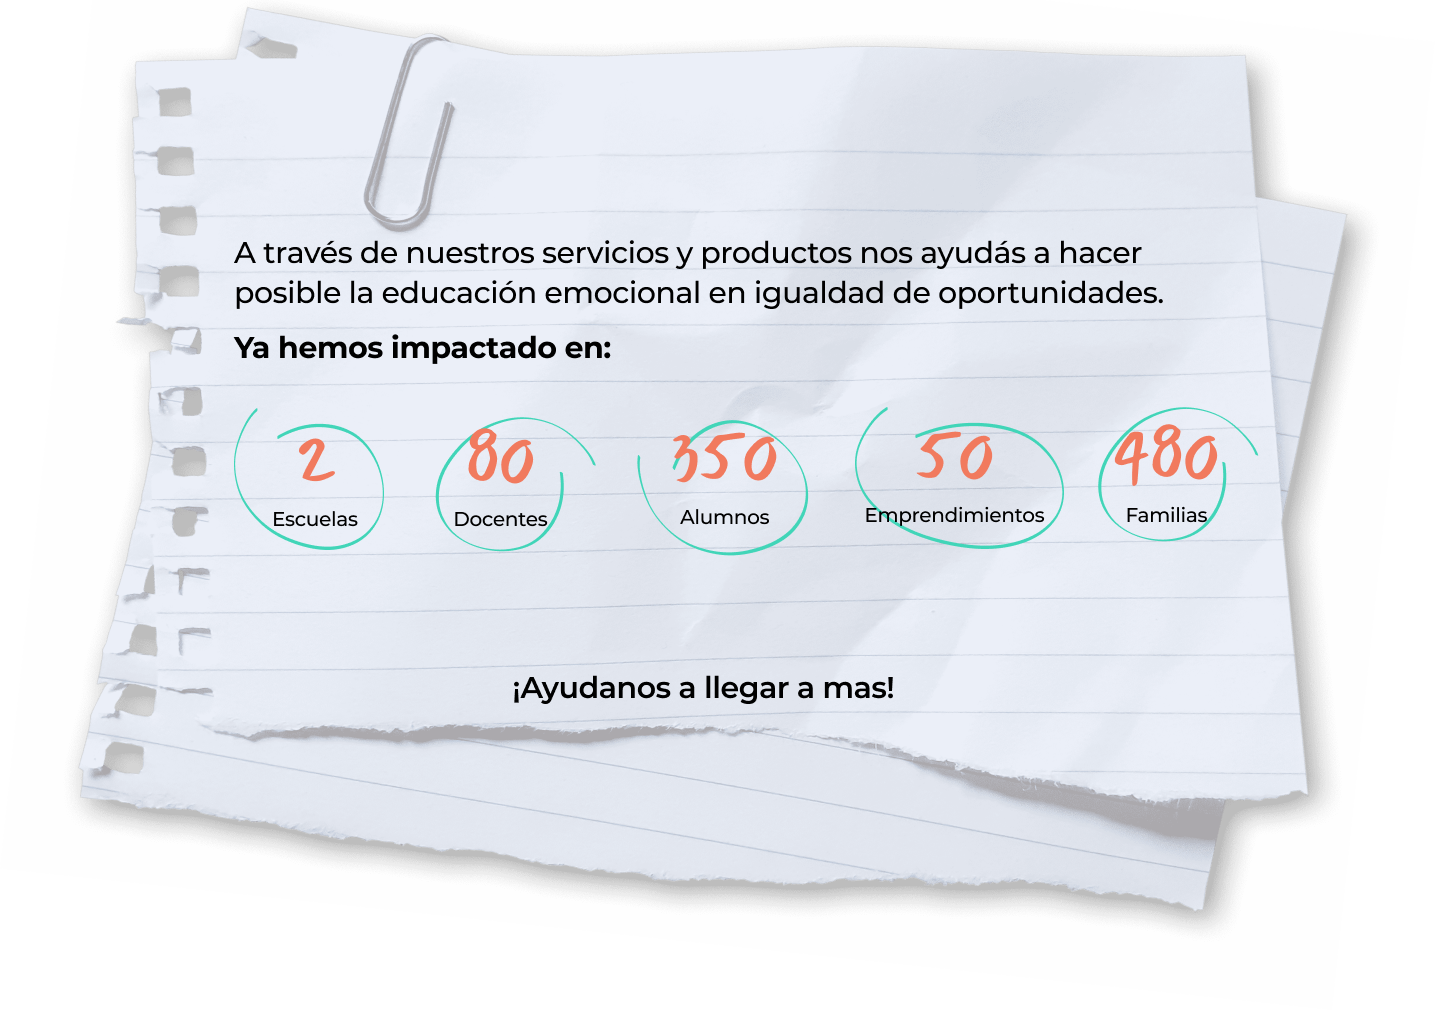 A través de nuestros servicios y productos nos ayudás a hacer
posible la educación emocional en igualdad de oportunidades.
Ya hemos impactado en:
2 80 350 50 480
Escuelas Docentes Alumnos Emprendimientos Familias
¡Ayudanos a llegar a mas!